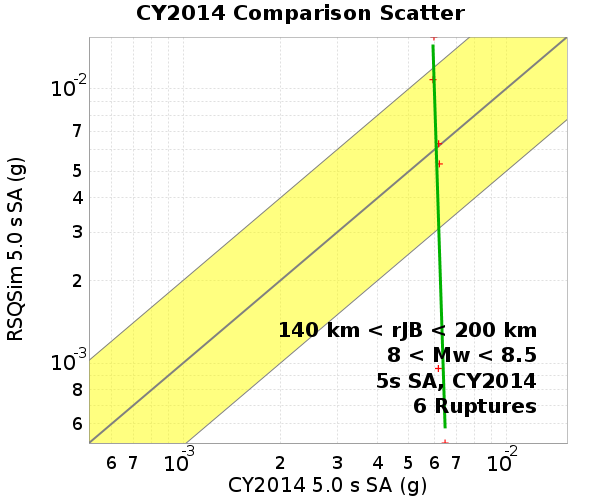 CY2014 Comparison Scatter
RSQSim 5.0 s SA (g)
10-2
7
5
4
3
2
10-3
8
6
140 km < rJB < 200 km
8 < Mw < 8.5
5s SA, CY2014
6 Ruptures
6 7 10-3 2 3 4 5 6 7 10-2
CY2014 5.0 s SA (g)